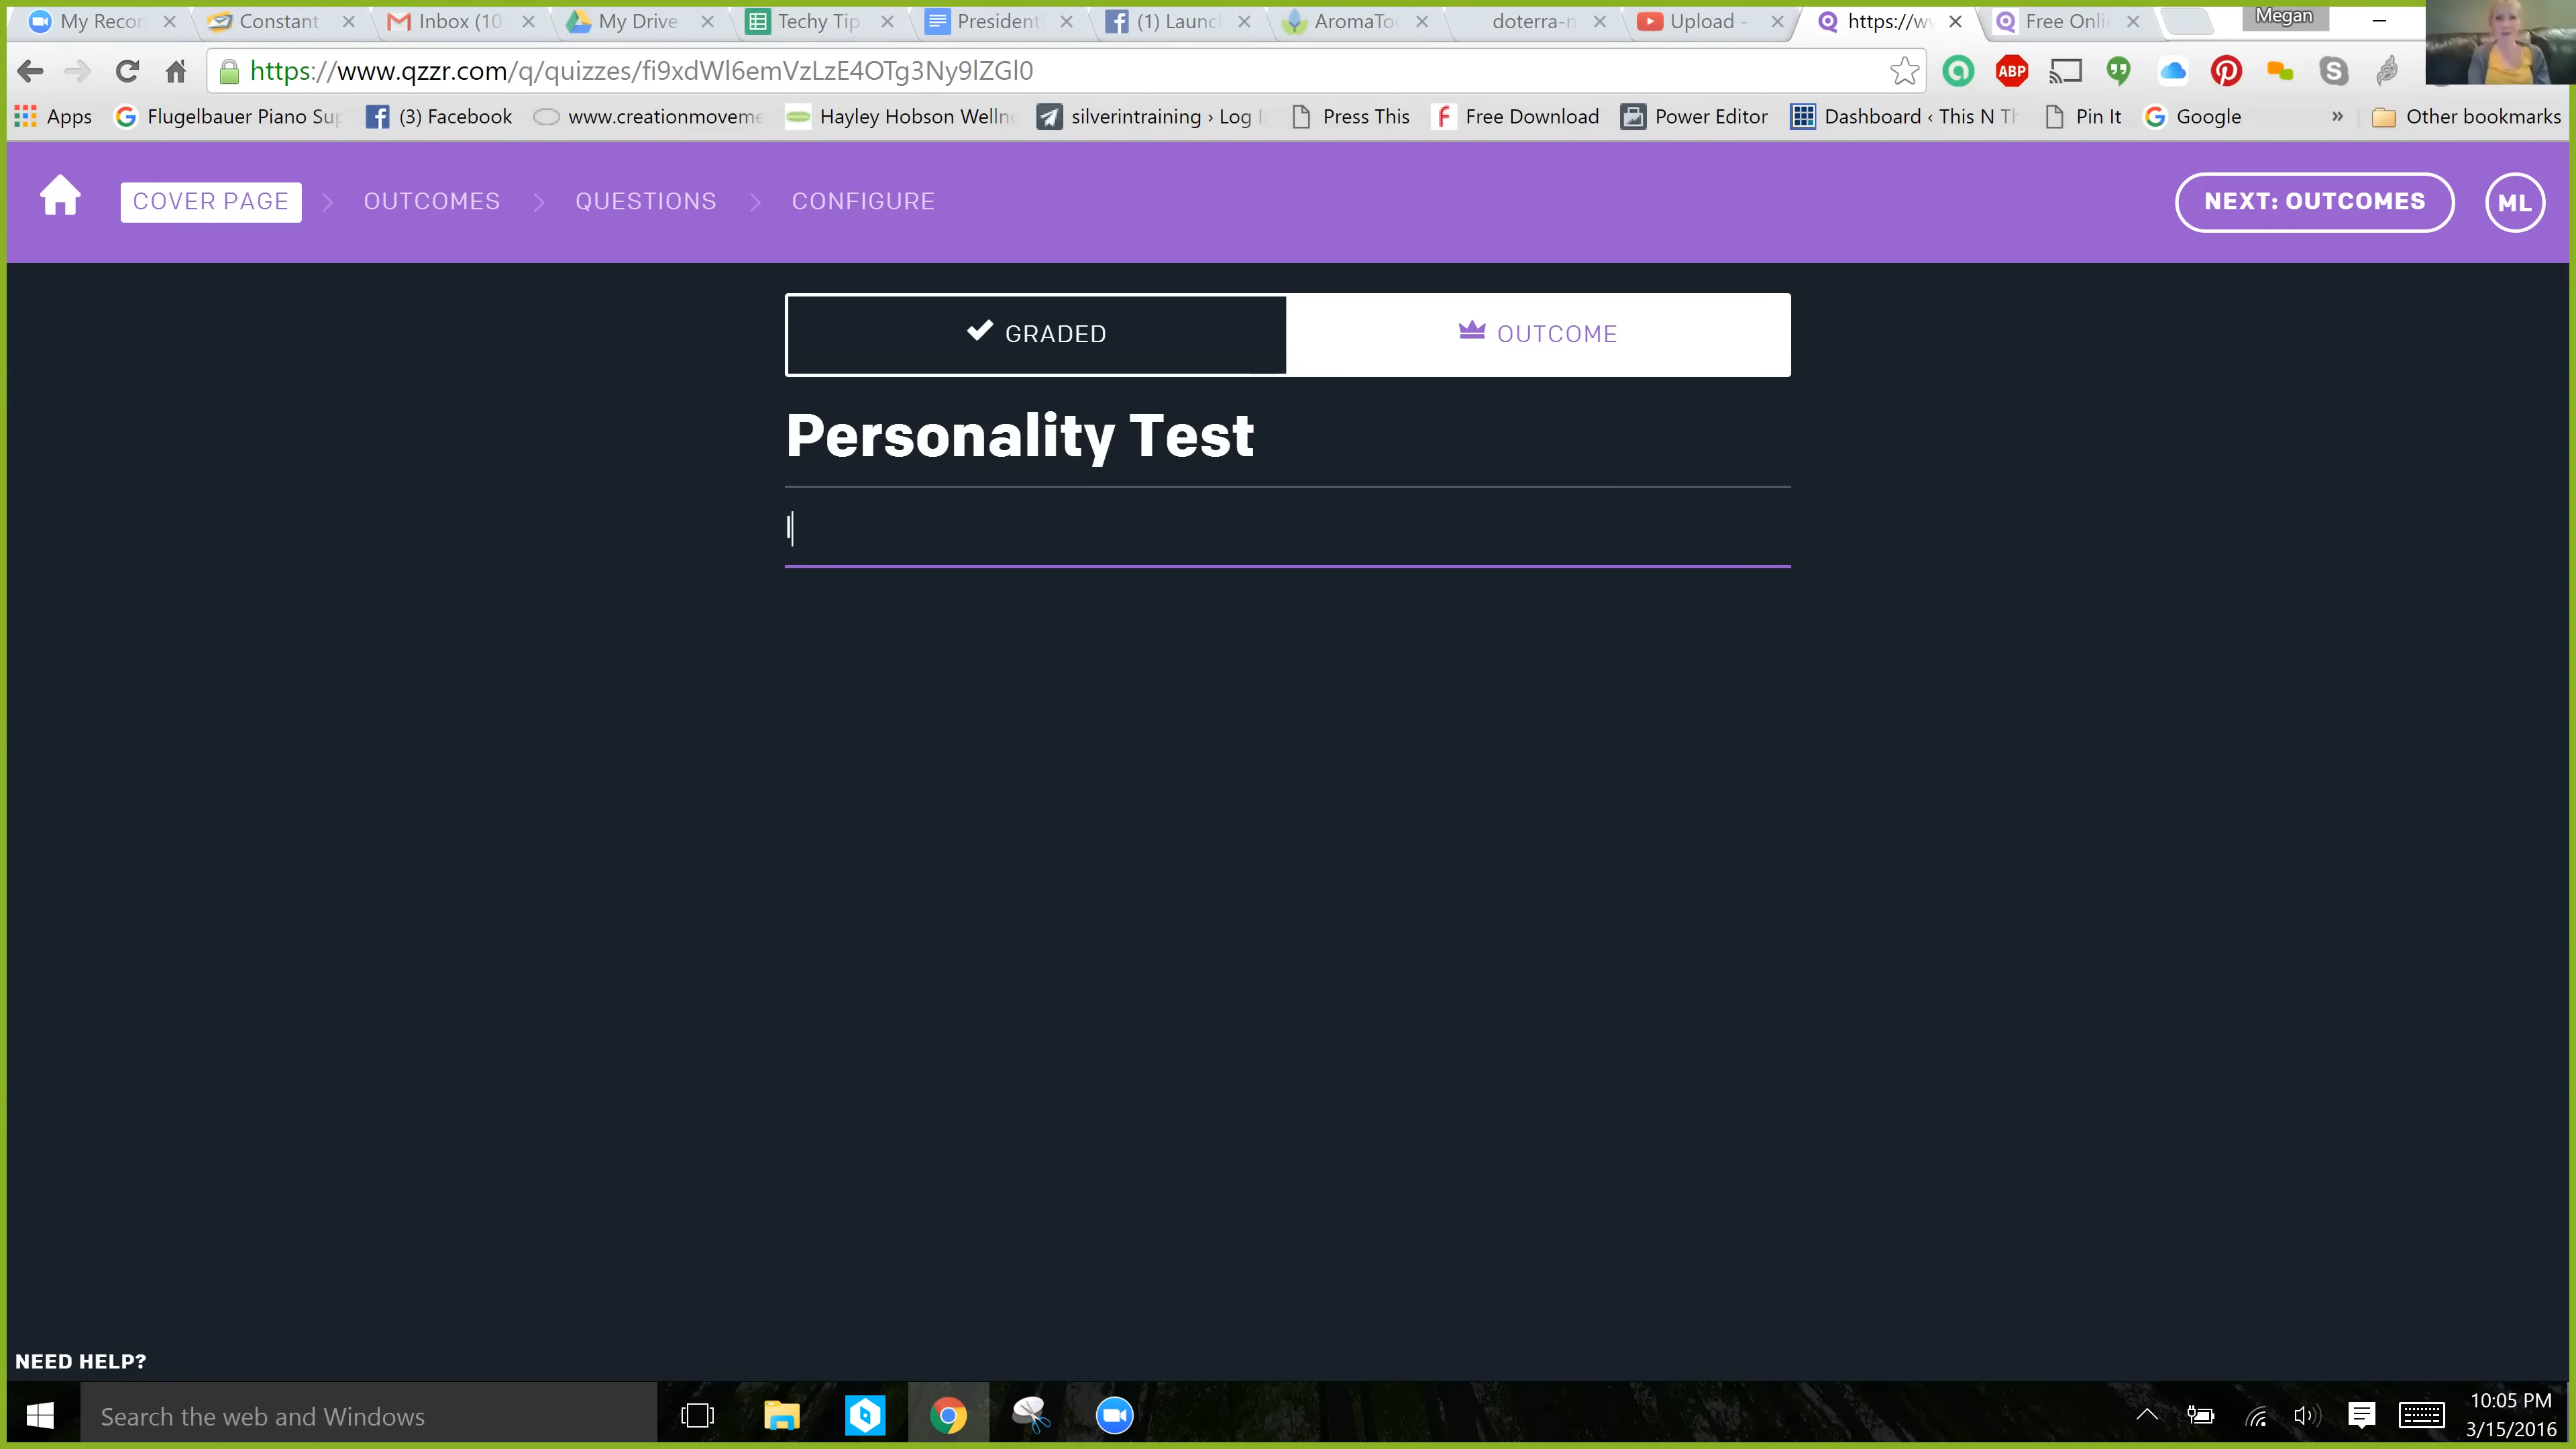 My Recor
Constant
Inbox (10
My Drive
Techy Tip
President
(1) Launc
AromaToo
doterra-m
Upload -
https://w
Free Onli
Megan
https://www.qzzr.com/q/quizzes/fi9xdWl6emVzLzE4OTg3Ny9lZGl0
ABP
Apps
Flugelbauer Piano Sup
(3) Facebook
www.creationmoveme
Hayley Hobson Welln
silverintraining › Log I
Press This
Free Download
Power Editor
Dashboard ‹ This N Th
Pin It
Google
»
Other bookmarks
COVER PAGE
OUTCOMES
QUESTIONS
CONFIGURE
NEXT: OUTCOMES
ML
GRADED
OUTCOME
Personality Test
I
NEED HELP?
Search the web and Windows
10:05 PM
3/15/2016